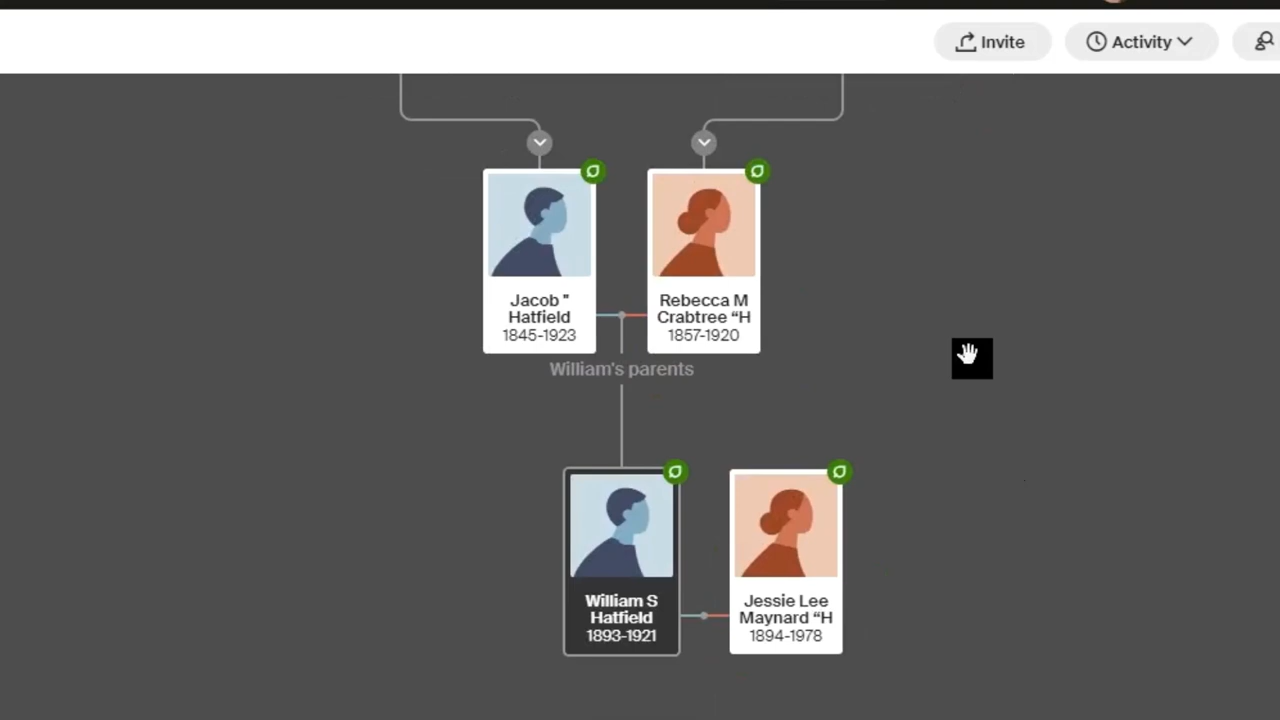 Invite
Activity
Jacob "
Hatfield
1845-1923
Rebecca M
Crabtree “H
1857-1920
William's parents
William S
Hatfield
1893-1921
Jessie Lee
Maynard “H
1894-1978